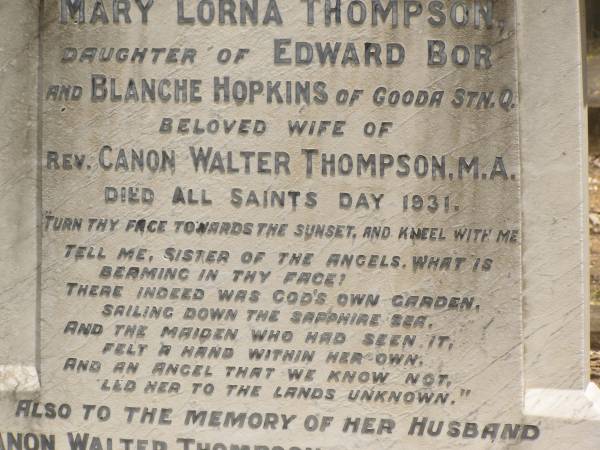 MARY LORNA THOMPSON,
DAUGHTER OF EDWARD BOR
AND BLANCHE HOPKINS OF GOODA STN. Q.
BELOVED WIFE OF
REV. CANON WALTER THOMPSON, M.A.
DIED ALL SAINTS DAY 1931.
"TURN THY FACE TOWARDS THE SUNSET, AND KNEEL WITH ME
TELL ME, SISTER OF THE ANGELS. WHAT IS
BEAMING IN THY FACE?
THERE INDEED WAS GOD'S OWN GARDEN,
SAILING DOWN THE SAPPHIRE SEA,
AND THE MAIDEN WHO HAD SEEN IT,
FELT A HAND WITHIN HER OWN,
AND AN ANGEL THAT WE KNOW NOT,
LED HER TO THE LANDS UNKNOWN."
ALSO TO THE MEMORY OF HER HUSBAND
CANON WALTER THOMPSON